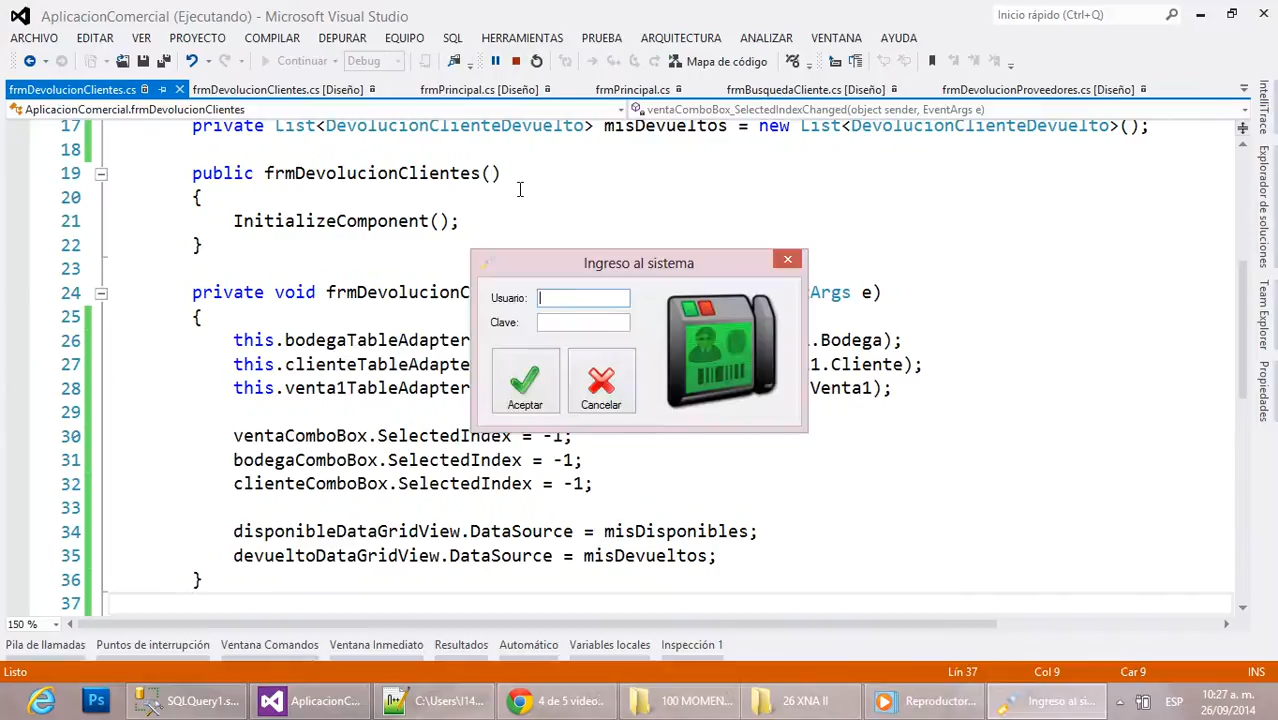 AplicacionComercial (Ejecutando) - Microsoft Visual Studio
Inicio rápido (Ctrl+Q)
ARCHIVO EDITAR VER PROYECTO COMPILAR DEPURAR EQUIPO SQL HERRAMIENTAS PRUEBA ARQUITECTURA ANALIZAR VENTANA AYUDA
Continuar Debug Mapa de código
frmDevolucionClientes.cs frmDevolucionClientes.cs [Diseño] frmPrincipal.cs [Diseño] frmPrincipal.cs frmBusquedaCliente.cs [Diseño] frmDevolucionProveedores.cs [Diseño]
AplicacionComercial.frmDevolucionClientes ventaComboBox_SelectedIndexChanged(object sender, EventArgs e)
17 private List<DevolucionClienteDevuelto> misDevueltos = new List<DevolucionClienteDevuelto>();
18
19 public frmDevolucionClientes()
20 {
21 InitializeComponent();
22 }
23
24 private void frmDevolucionC Args e)
25 {
26 this.bodegaTableAdapter .Bodega);
27 this.clienteTableAdapte 1.Cliente);
28 this.venta1TableAdapter Venta1);
29
30 ventaComboBox.SelectedIndex = -1;
31 bodegaComboBox.SelectedIndex = -1;
32 clienteComboBox.SelectedIndex = -1;
33
34 disponibleDataGridView.DataSource = misDisponibles;
35 devueltoDataGridView.DataSource = misDevueltos;
36 }
37
Ingreso al sistema
Usuario:
Clave:
Aceptar Cancelar
IntelliTrace
Explorador de soluciones
Team Explorer
Propiedades
150 %
Pila de llamadas Puntos de interrupción Ventana Comandos Ventana Inmediato Resultados Automático Variables locales Inspección 1
Listo Lín 37 Col 9 Car 9 INS
Ps SQLQuery1.s... AplicacionC... C:\Users\l14... 4 de 5 video... 100 MOMEN... 26 XNA II Reproductor... Ingreso al si... ESP
10:27 a. m.
26/09/2014